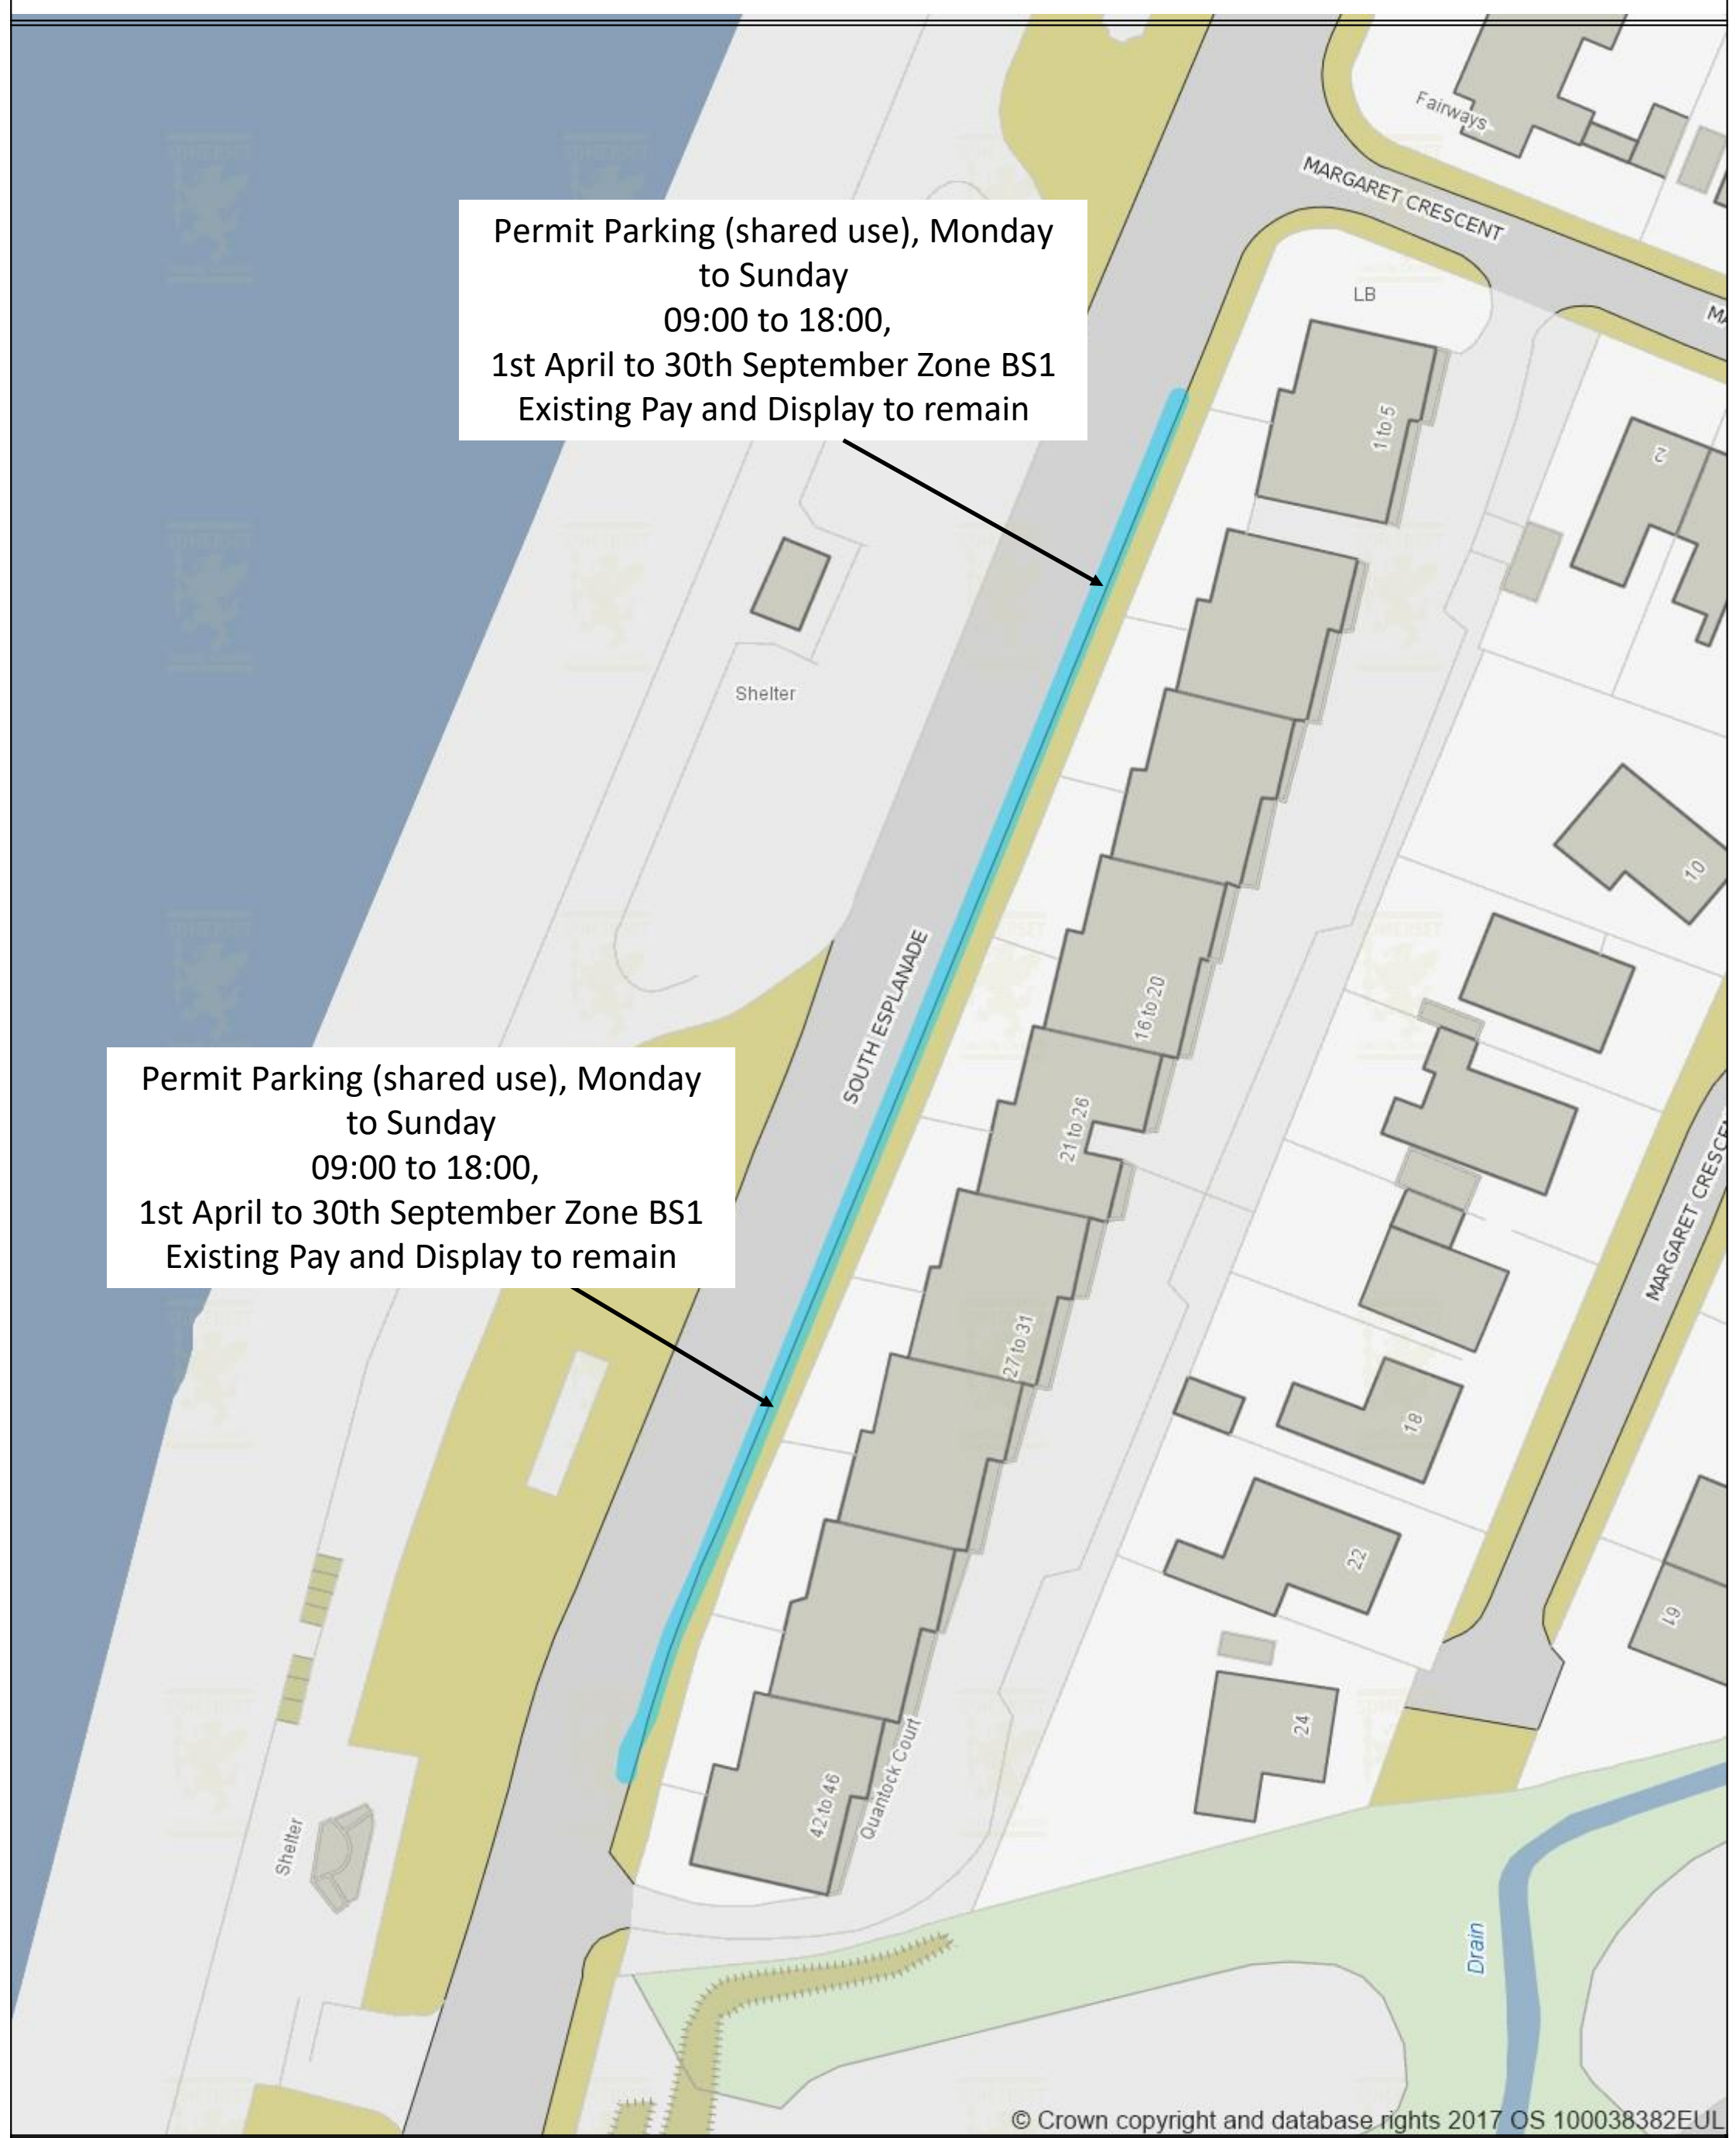 Fairways
MARGARET CRESCENT
Permit Parking (shared use), Monday
to Sunday
09:00 to 18:00,
1st April to 30th September Zone BS1
Existing Pay and Display to remain
LB
1 to 5
2
Shelter
10
SOUTH ESPLANADE
16 to 20
21 to 26
Permit Parking (shared use), Monday
to Sunday
09:00 to 18:00,
1st April to 30th September Zone BS1
Existing Pay and Display to remain
MARGARET CRESCE
27 to 31
18
22
19
24
42 to 46
Quantock Court
Shelter
Drain
© Crown copyright and database rights 2017 OS 100038382EUL